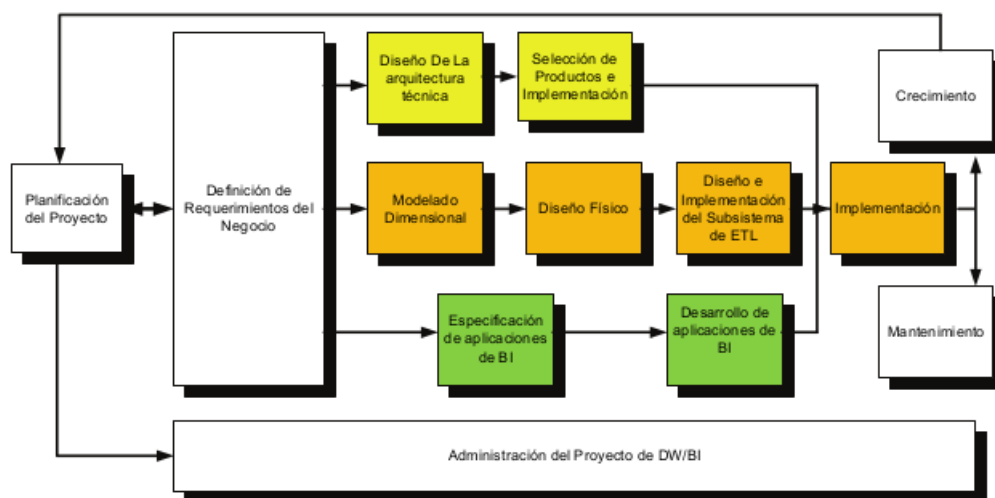 Planificación
del Proyecto
Definición de
Requerimientos del
Negocio
Diseño De La
arquitectura
técnica
Selección de
Productos e
Implementación
Modelado
Dimensional
Diseño Físico
Diseño e
Implementación
del Subsistema
de ETL
Implementación
Especificación
de aplicaciones
de BI
Desarrollo de
aplicaciones de
BI
Crecimiento
Mantenimiento
Administración del Proyecto de DW/BI